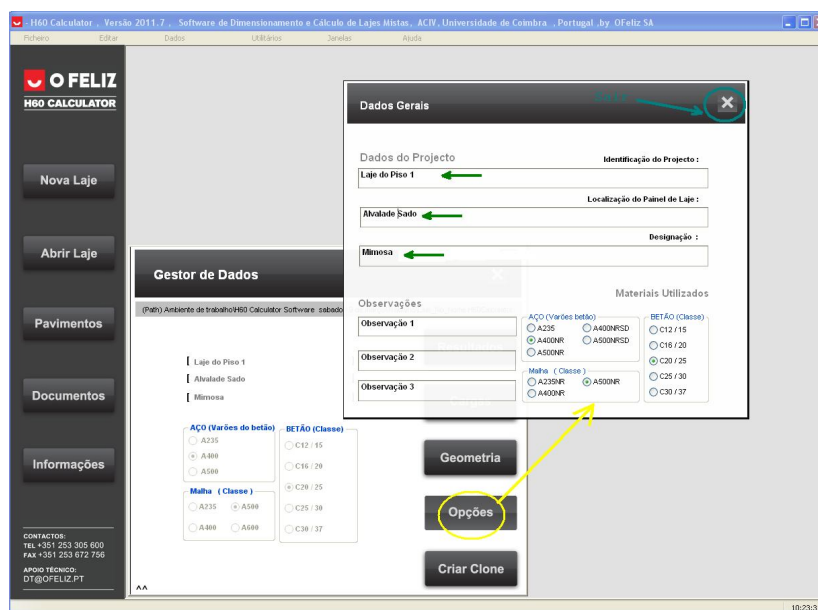 - H60 Calculator , Versão 2011.7 , Software de Dimensionamento e Cálculo de Lajes Mistas, ACIV, Universidade de Coimbra , Portugal ,by OFeliz SA
Ficheiro Editar Dados Utilitários Janelas Ajuda
O FELIZ
H60 CALCULATOR
Nova Laje
Abrir Laje
Pavimentos
Documentos
Informações
CONTACTOS:
TEL +351 253 305 600
FAX +351 253 672 756
APOIO TÉCNICO:
DT@OFELIZ.PT
Dados Gerais
Dados do Projecto
Identificação do Projecto :
Laje do Piso 1
Localização do Painel de Laje :
Alvalade Sado
Designação :
Mimosa
Observações
Observação 1
Observação 2
Observação 3
Materiais Utilizados
AÇO (Varões betão)
A235 A400NRSD
A400NR A500NRSD
A500NR
Malha ( Classe )
A235NR A500NR
A400NR
BETÃO (Classe)
C12 / 15
C16 / 20
C20 / 25
C25 / 30
C30 / 37
Gestor de Dados
(Path) Ambiente de trabalho\H60 Calculator Software sabado
Laje do Piso 1
Alvalade Sado
Mimosa
AÇO (Varões do betão)
A235
A400
A500
Malha ( Classe )
A235 A500
A400 A600
BETÃO (Classe)
C12 / 15
C16 / 20
C20 / 25
C25 / 30
C30 / 37
Resultados
Geometria
Opções
Criar Clone
^^